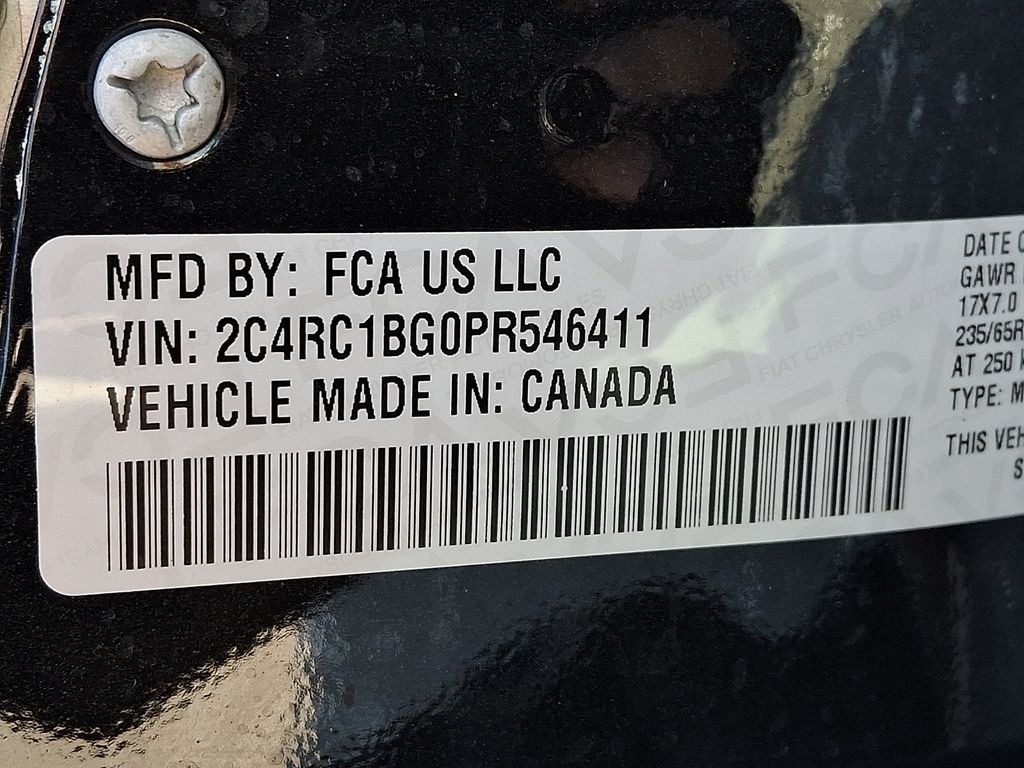 MFD BY: FCA US LLC
VIN: 2C4RC1BG0PR546411
VEHICLE MADE IN: CANADA
DATE
GAWR
17X7.0
235/65R
AT 250
TYPE: M
THIS VEH
S